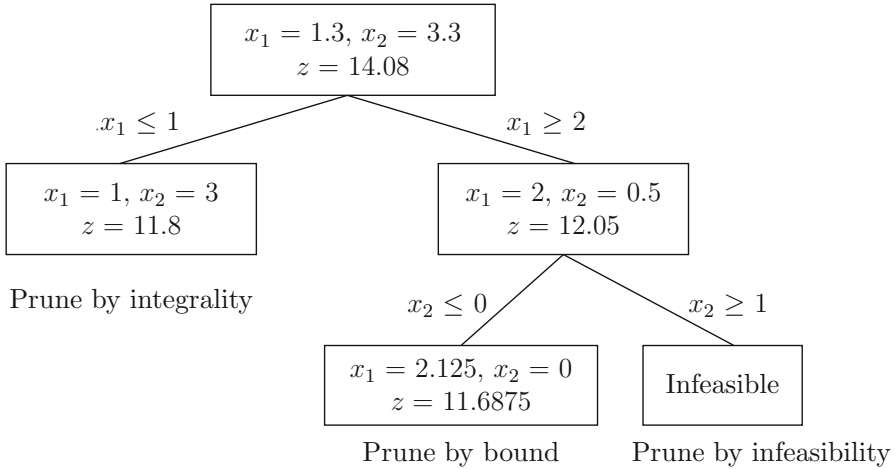 x₁ = 1.3, x₂ = 3.3
z = 14.08
x₁ ≤ 1
x₁ ≥ 2
x₁ = 1, x₂ = 3
z = 11.8
x₁ = 2, x₂ = 0.5
z = 12.05
Prune by integrality
x₂ ≤ 0
x₂ ≥ 1
x₁ = 2.125, x₂ = 0
z = 11.6875
Infeasible
Prune by bound
Prune by infeasibility